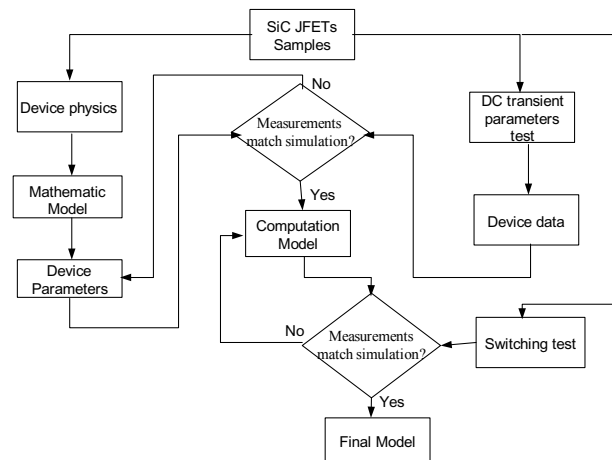 SiC JFETs
Samples
Device physics
No
Measurements
match simulation?
DC transient
parameters
test
Mathematic
Model
Yes
Device data
Computation
Model
Device
Parameters
No
Measurements
match simulation?
Switching test
Yes
Final Model